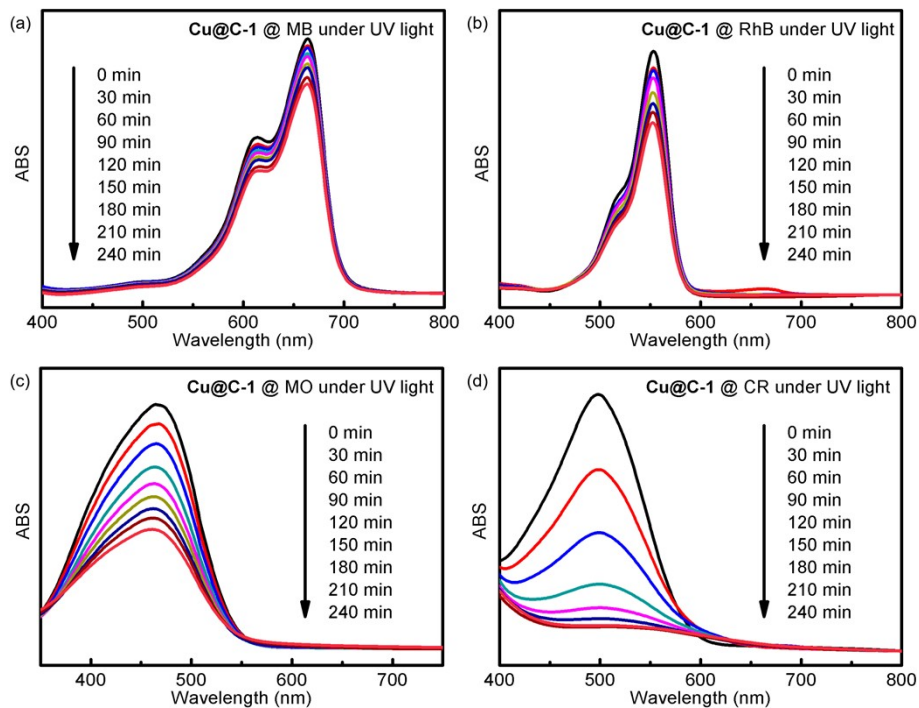 (a)
Cu@C-1 @ MB under UV light
0 min
30 min
60 min
90 min
120 min
150 min
180 min
210 min
240 min
ABS
400 500 600 700 800
Wavelength (nm)
(b)
Cu@C-1 @ RhB under UV light
0 min
30 min
60 min
90 min
120 min
150 min
180 min
210 min
240 min
ABS
400 500 600 700 800
Wavelength (nm)
(c)
Cu@C-1 @ MO under UV light
0 min
30 min
60 min
90 min
120 min
150 min
180 min
210 min
240 min
ABS
400 500 600 700
Wavelength (nm)
(d)
Cu@C-1 @ CR under UV light
0 min
30 min
60 min
90 min
120 min
150 min
180 min
210 min
240 min
ABS
400 500 600 700 800
Wavelength (nm)